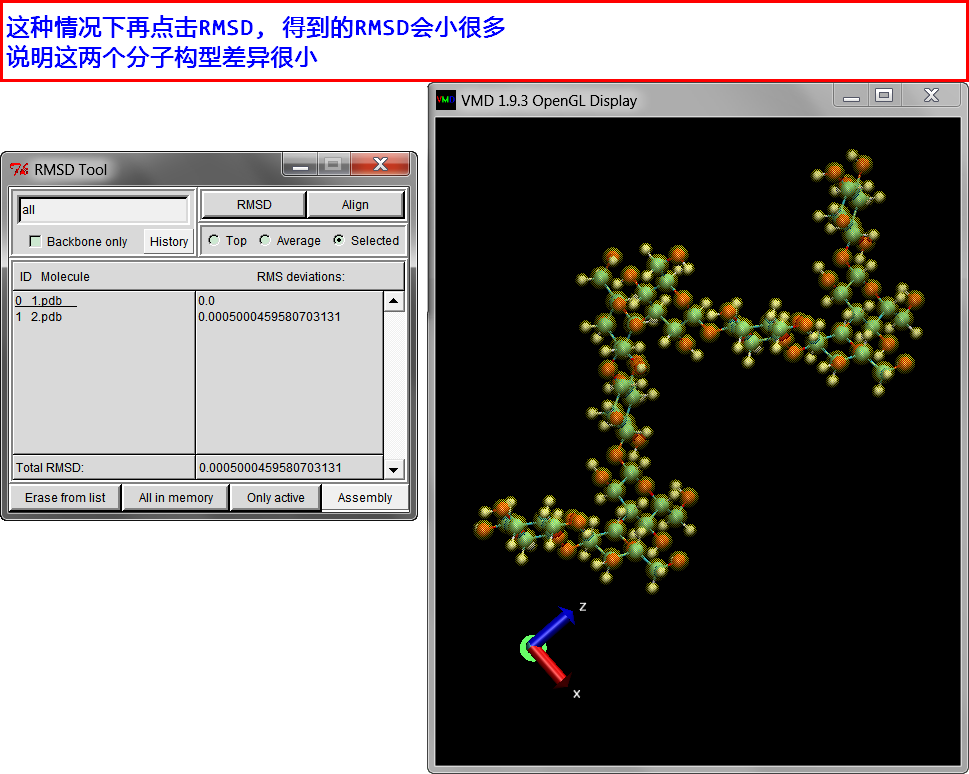 这种情况下再点击RMSD, 得到的RMSD会小很多
说明这两个分子构型差异很小
VMD VMD 1.9.3 OpenGL Display
RMSD Tool
all
RMSD Align
Backbone only History
Top Average Selected
ID Molecule RMS deviations:
0 1.pdb 0.0
1 2.pdb 0.0005000459580703131
Total RMSD: 0.0005000459580703131
Erase from list All in memory Only active Assembly
z
x